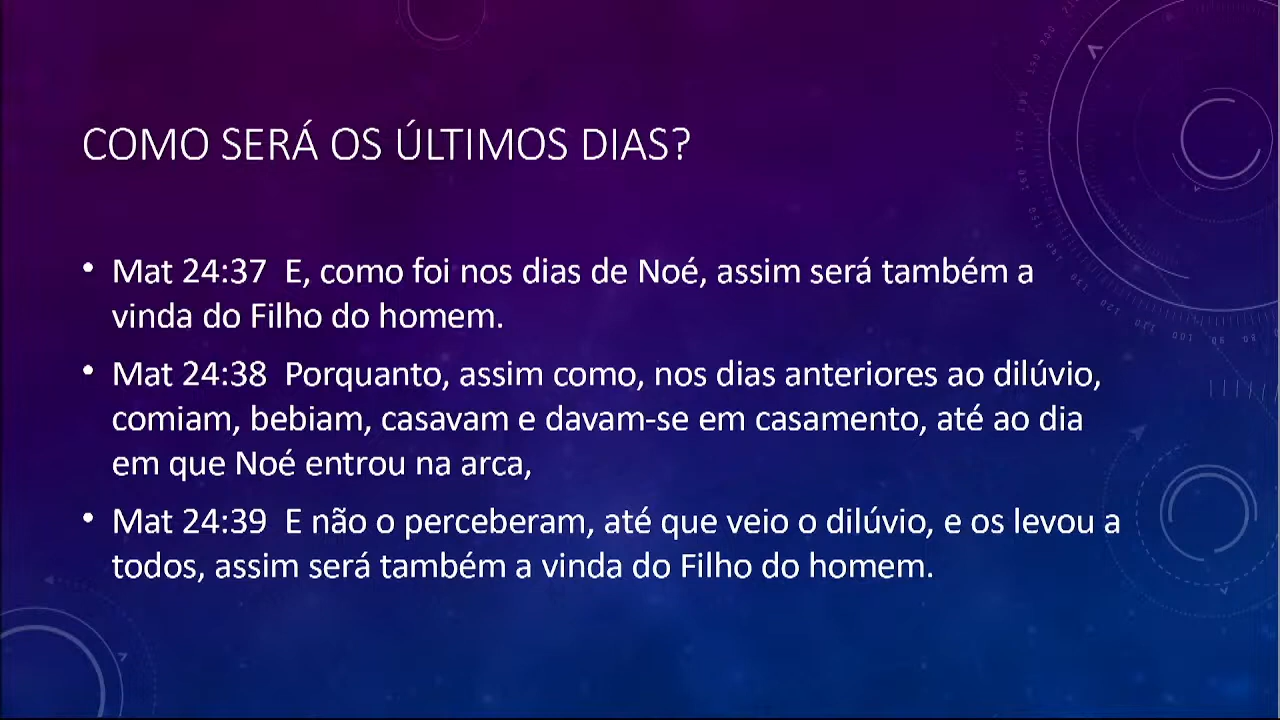 COMO SERÁ OS ÚLTIMOS DIAS?
• Mat 24:37 E, como foi nos dias de Noé, assim será também a
vinda do Filho do homem.
• Mat 24:38 Porquanto, assim como, nos dias anteriores ao dilúvio,
comiam, bebiam, casavam e davam-se em casamento, até ao dia
em que Noé entrou na arca,
• Mat 24:39 E não o perceberam, até que veio o dilúvio, e os levou a
todos, assim será também a vinda do Filho do homem.